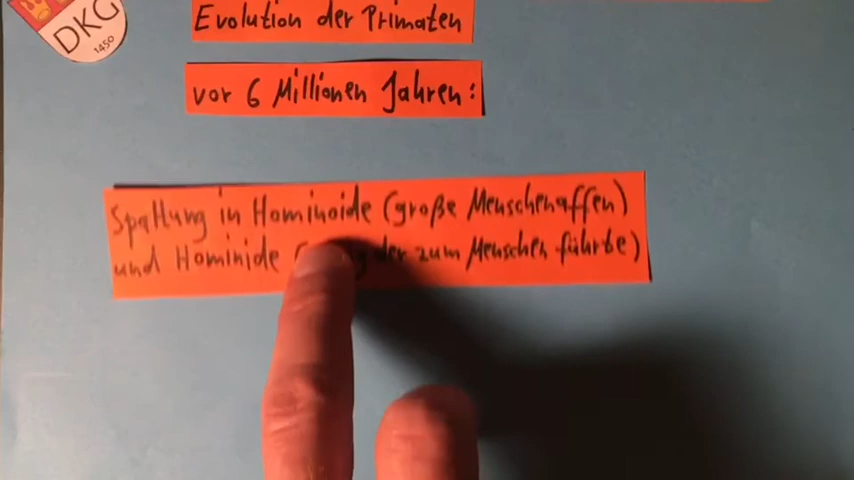 DKG
1450
Evolution der Primaten
vor 6 Millionen Jahren:
Spaltung in Hominoide (große Menschenaffen)
und Hominide ( der zum Menschen führte)